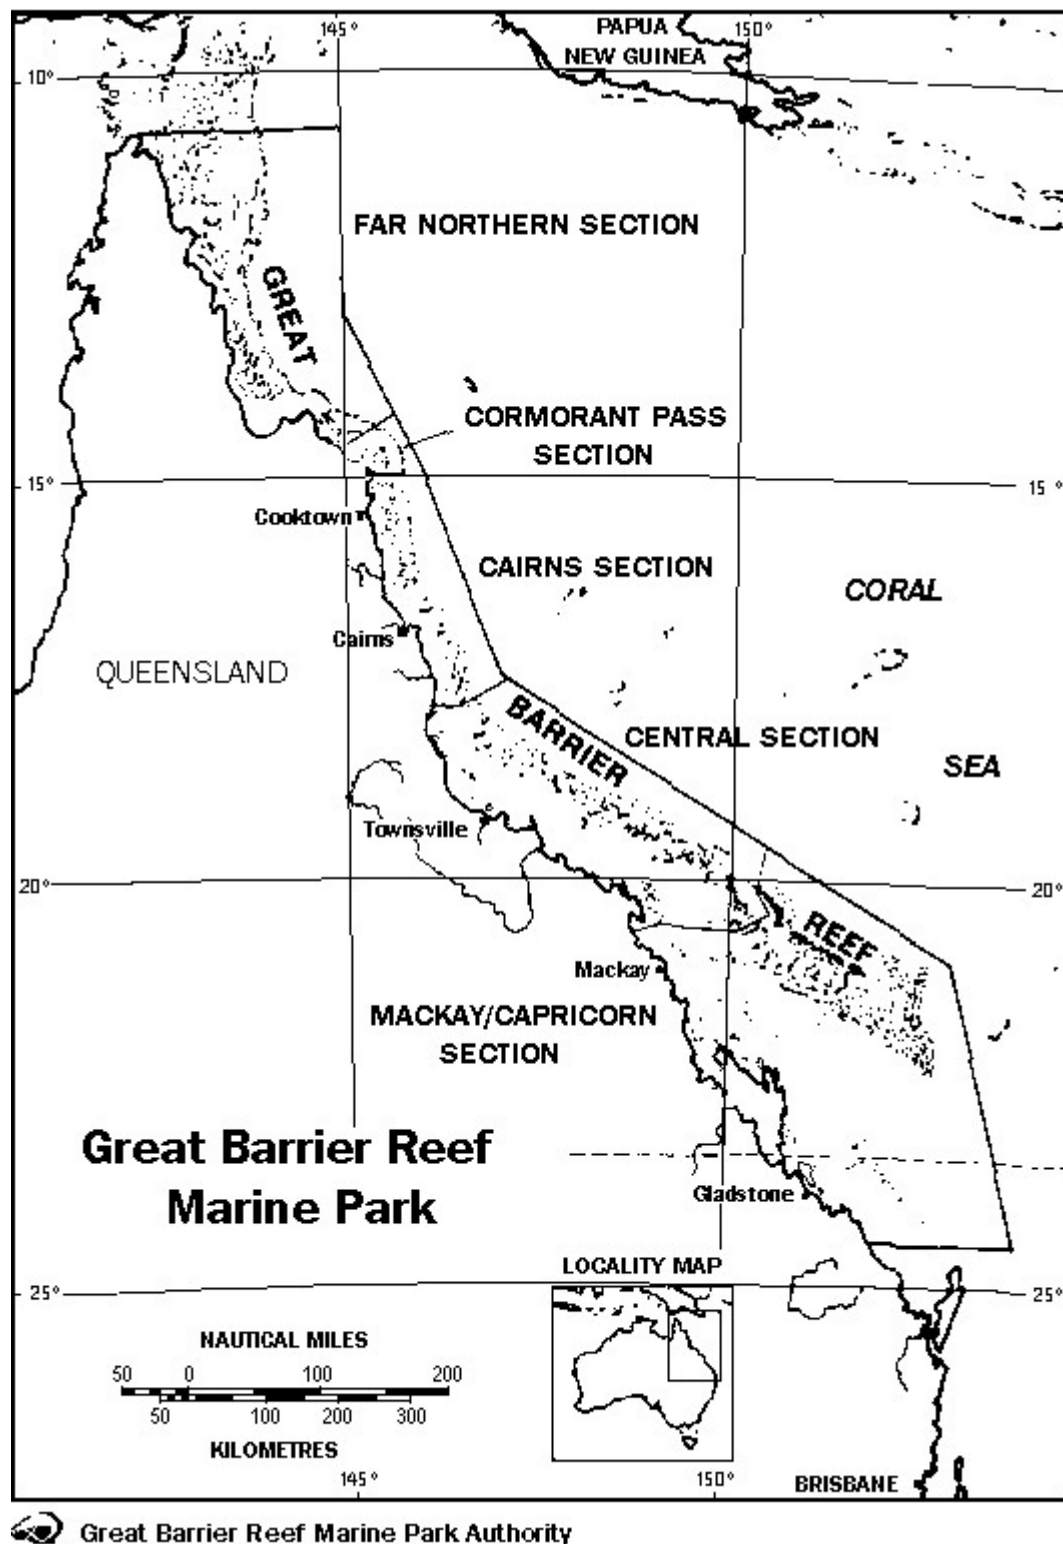 145°
PAPUA
NEW GUINEA
150°
10°
FAR NORTHERN SECTION
GREAT
CORMORANT PASS
SECTION
15°
15°
Cooktown
CAIRNS SECTION
CORAL
Cairns
QUEENSLAND
BARRIER
CENTRAL SECTION
SEA
Townsville
20°
20°
REEF
Mackay
MACKAY/CAPRICORN
SECTION
Great Barrier Reef
Marine Park
Gladstone
LOCALITY MAP
25°
25°
NAUTICAL MILES
50 0 100 200
50 100 200 300
KILOMETRES
145°
150°
BRISBANE
Great Barrier Reef Marine Park Authority